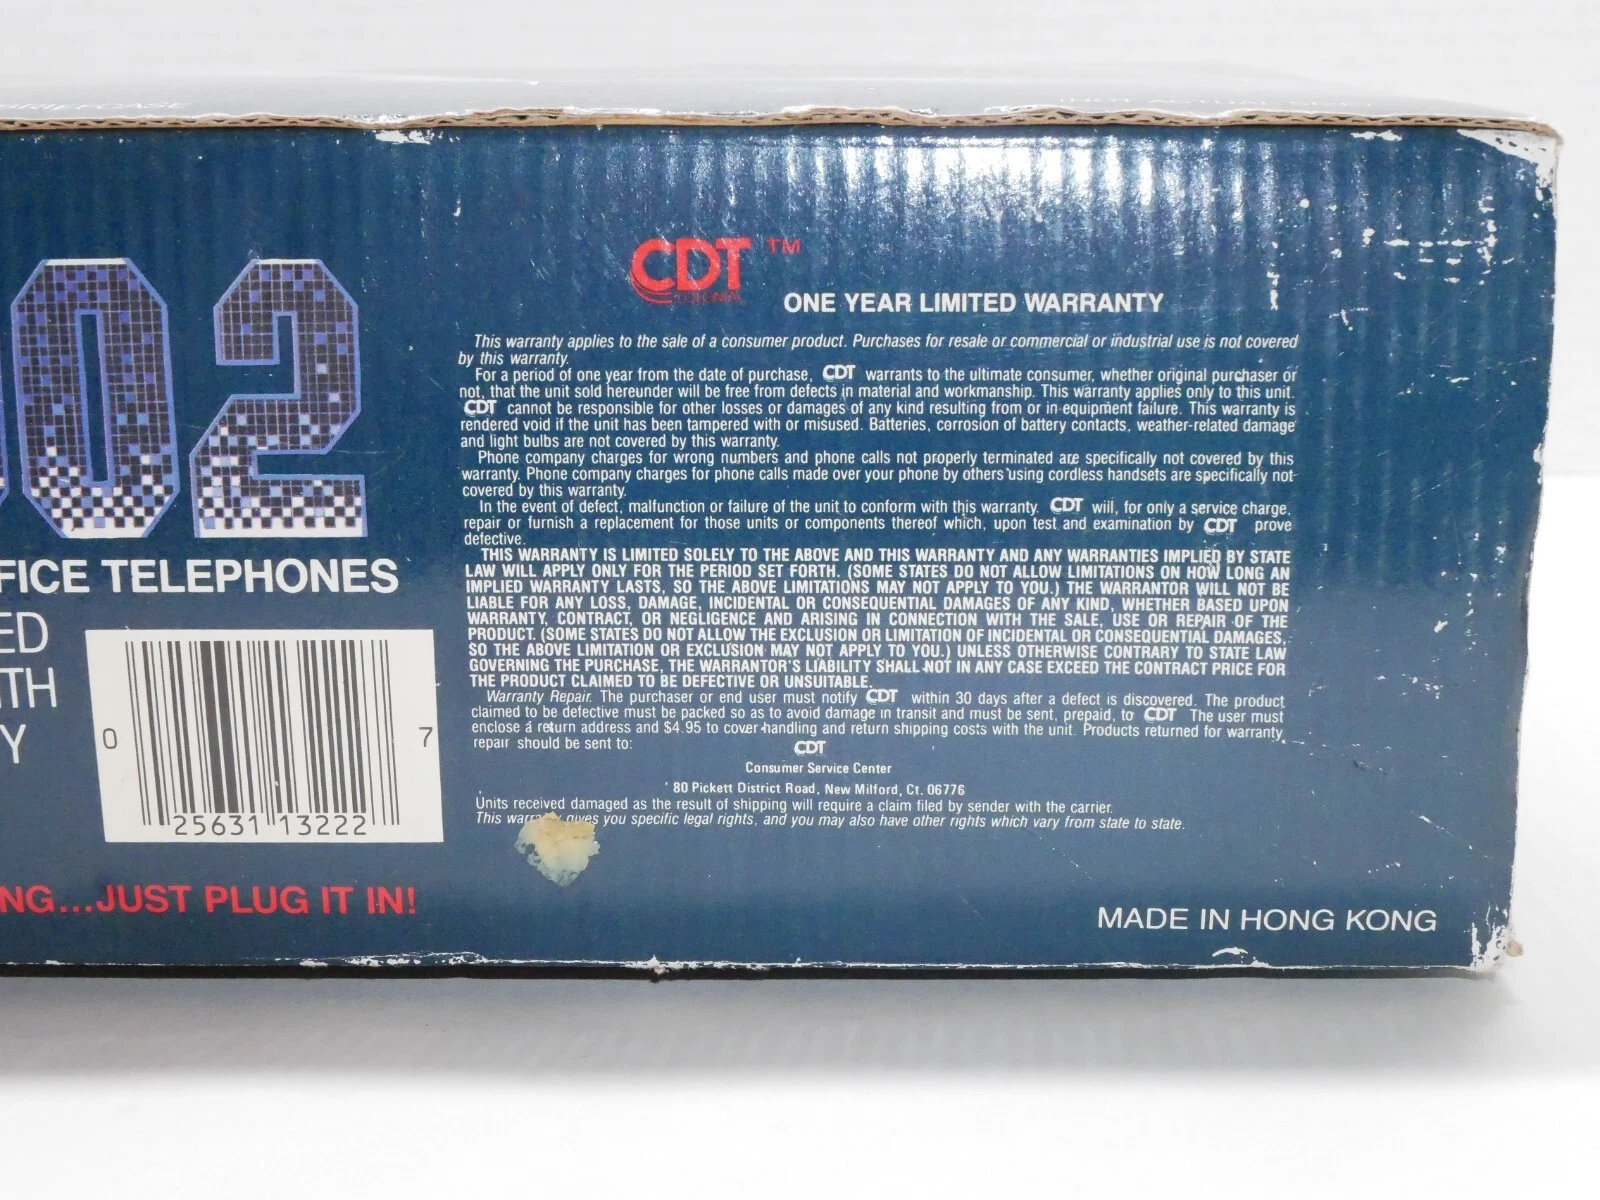 BRIEFCASE
02
FICE TELEPHONES
ED
TH
Y
0 25631 13222 7
NG...JUST PLUG IT IN!
CDT ™
COLONIAL
ONE YEAR LIMITED WARRANTY
This warranty applies to the sale of a consumer product. Purchases for resale or commercial or industrial use is not covered
by this warranty.
For a period of one year from the date of purchase, CDT warrants to the ultimate consumer, whether original purchaser or
not, that the unit sold hereunder will be free from defects in material and workmanship. This warranty applies only to this unit.
CDT cannot be responsible for other losses or damages of any kind resulting from or in equipment failure. This warranty is
rendered void if the unit has been tampered with or misused. Batteries, corrosion of battery contacts, weather-related damage
and light bulbs are not covered by this warranty.
Phone company charges for wrong numbers and phone calls not properly terminated are specifically not covered by this
warranty. Phone company charges for phone calls made over your phone by others using cordless handsets are specifically not
covered by this warranty.
In the event of defect, malfunction or failure of the unit to conform with this warranty. CDT will, for only a service charge,
repair or furnish a replacement for those units or components thereof which, upon test and examination by CDT prove
defective.
THIS WARRANTY IS LIMITED SOLELY TO THE ABOVE AND THIS WARRANTY AND ANY WARRANTIES IMPLIED BY STATE
LAW WILL APPLY ONLY FOR THE PERIOD SET FORTH. (SOME STATES DO NOT ALLOW LIMITATIONS ON HOW LONG AN
IMPLIED WARRANTY LASTS, SO THE ABOVE LIMITATIONS MAY NOT APPLY TO YOU.) THE WARRANTOR WILL NOT BE
LIABLE FOR ANY LOSS, DAMAGE, INCIDENTAL OR CONSEQUENTIAL DAMAGES OF ANY KIND, WHETHER BASED UPON
WARRANTY, CONTRACT, OR NEGLIGENCE AND ARISING IN CONNECTION WITH THE SALE, USE OR REPAIR OF THE
PRODUCT. (SOME STATES DO NOT ALLOW THE EXCLUSION OR LIMITATION OF INCIDENTAL OR CONSEQUENTIAL DAMAGES,
SO THE ABOVE LIMITATION OR EXCLUSION MAY NOT APPLY TO YOU.) UNLESS OTHERWISE CONTRARY TO STATE LAW
GOVERNING THE PURCHASE, THE WARRANTOR'S LIABILITY SHALL NOT IN ANY CASE EXCEED THE CONTRACT PRICE FOR
THE PRODUCT CLAIMED TO BE DEFECTIVE OR UNSUITABLE.
Warranty Repair. The purchaser or end user must notify CDT within 30 days after a defect is discovered. The product
claimed to be defective must be packed so as to avoid damage in transit and must be sent, prepaid, to CDT The user must
enclose a return address and $4.95 to cover handling and return shipping costs with the unit. Products returned for warranty
repair should be sent to:
CDT
Consumer Service Center
80 Pickett District Road, New Milford, Ct. 06776
Units received damaged as the result of shipping will require a claim filed by sender with the carrier.
This warranty gives you specific legal rights, and you may also have other rights which vary from state to state.
MADE IN HONG KONG